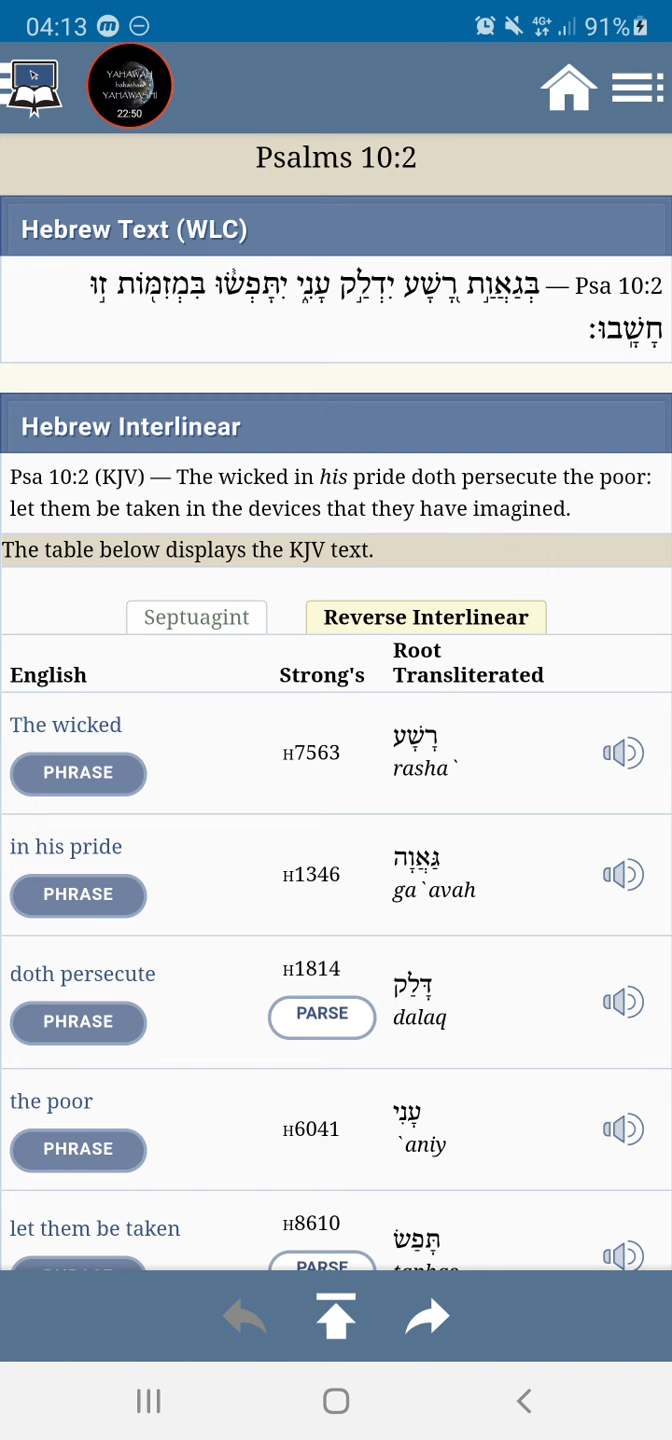 04:13 4G+ 91%
YAHAWAH
hahashaa
YAHAWASHI
22:50
Psalms 10:2
Hebrew Text (WLC)
Psa 10:2 — בְּגַאֲוַ֣ת רָ֭שָׁע יִדְלַ֣ק עָנִ֑י יִתָּפְשׂ֓וּ בִּמְזִמּ֖וֹת ז֣וּ
חָשָֽׁבוּ׃
Hebrew Interlinear
Psa 10:2 (KJV) — The wicked in his pride doth persecute the poor:
let them be taken in the devices that they have imagined.
The table below displays the KJV text.
Septuagint Reverse Interlinear
English Strong's Root Transliterated
The wicked
PHRASE
H7563
רָשָׁע
rasha`
in his pride
PHRASE
H1346
גַּאֲוָה
ga`avah
doth persecute
PHRASE
H1814
PARSE
דָּלַק
dalaq
the poor
PHRASE
H6041
עָנִי
`aniy
let them be taken
H8610
PARSE
תָּפַשׂ